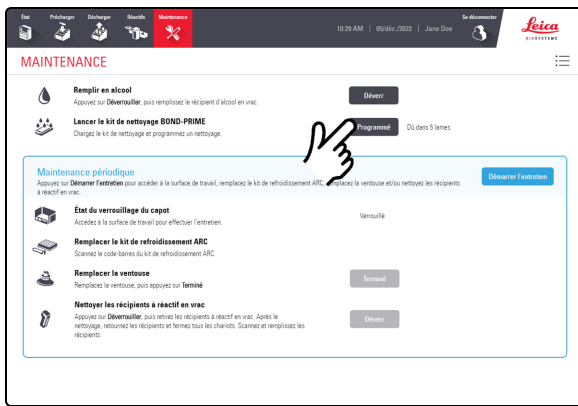 État Précharger Décharger Réactifs Maintenance
10:29 AM | 05/déc./2022 | Jane Doe
Se déconnecter
Leica
BIOSYSTEMS
MAINTENANCE
Remplir en alcool
Appuyez sur Déverrouiller, puis remplissez le récipient d'alcool en vrac.
Déverr
Lancer le kit de nettoyage BOND-PRIME
Chargez le kit de nettoyage et programmez un nettoyage.
Programmé
Dû dans 5 lames
Maintenance périodique
Appuyez sur Démarrer l'entretien pour accéder à la surface de travail, remplacez le kit de refroidissement ARC, remplacez la ventouse et/ou nettoyez les récipients
à réactif en vrac.
Démarrer l'entretien
État du verrouillage du capot
Accédez à la surface de travail pour effectuer l'entretien.
Verrouillé
Remplacer le kit de refroidissement ARC
Scannez le code-barres du kit de refroidissement ARC.
Remplacer la ventouse
Remplacez la ventouse, puis appuyez sur Terminé
Terminé
Nettoyer les récipients à réactif en vrac
Appuyez sur Déverrouiller, puis retirez les récipients à réactif en vrac. Après le
nettoyage, retournez les récipients et fermez tous les chariots. Scannez et remplissez les
récipients.
Déverr